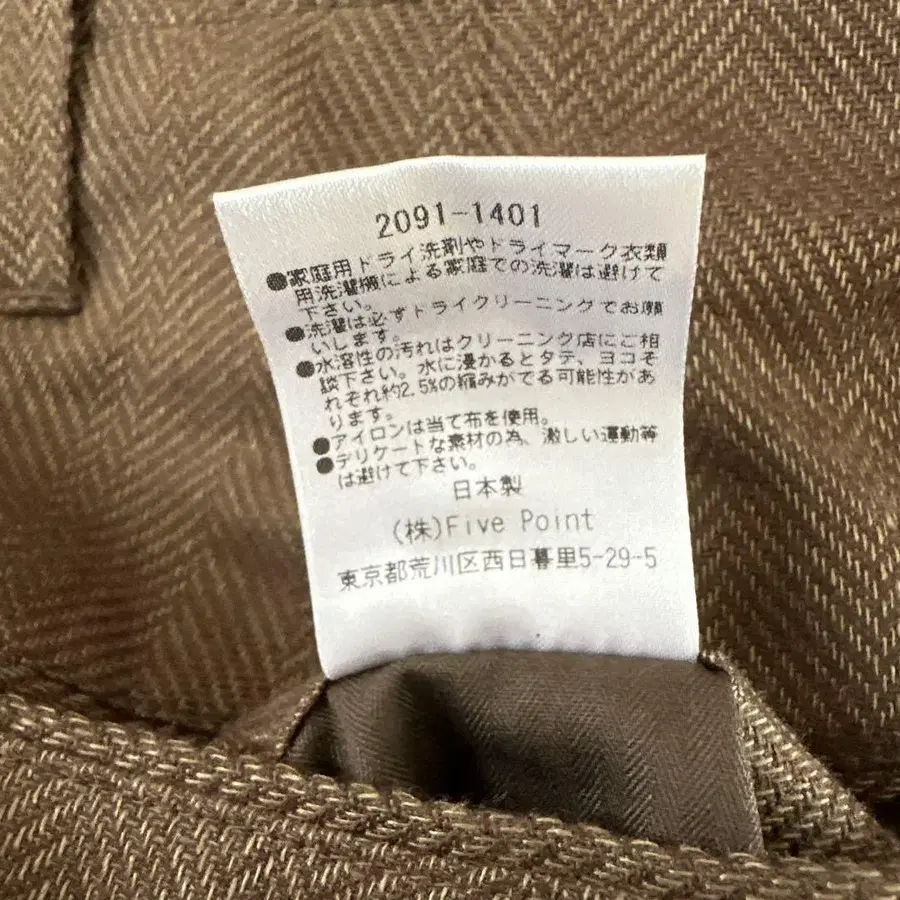 2091-1401
●家庭用ドライ洗剤やドライマーク衣類
用洗濯機による家庭での洗濯は避けて
下さい。
●洗濯は必ずドライクリーニングでお願
いします。
●水溶性の汚れはクリーニング店にご相
談下さい。水に浸かるとタテ、ヨコそ
れぞれ約2.5%の縮みがでる可能性があ
ります。
●アイロンは当て布を使用。
●デリケートな素材の為、激しい運動等
は避けて下さい。
日本製
(株)Five Point
東京都荒川区西日暮里5-29-5